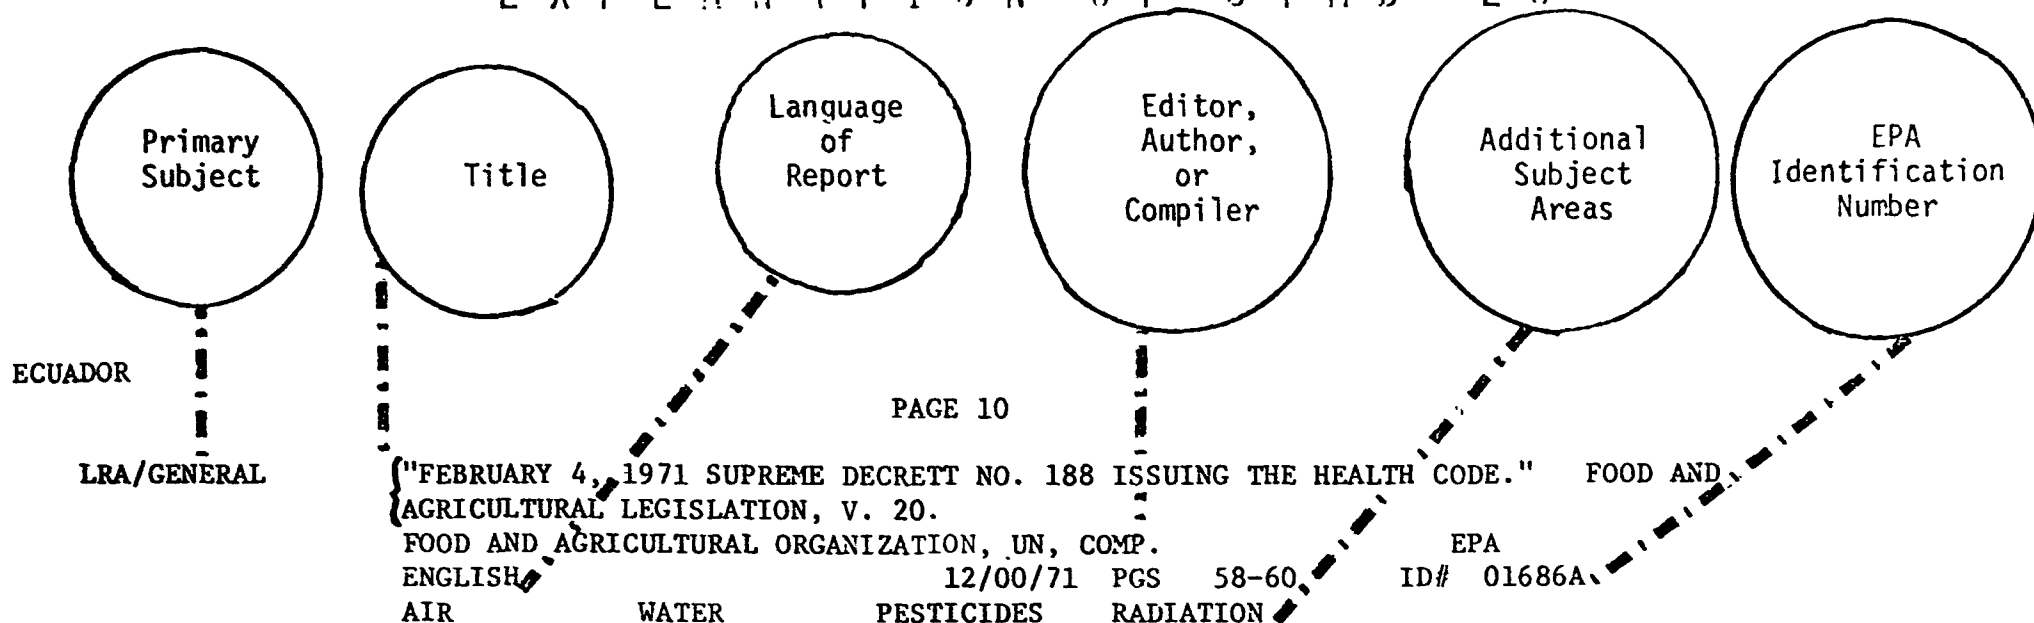 Primary
Subject
Title
Language
of
Report
Editor,
Author,
or
Compiler
Additional
Subject
Areas
EPA
Identification
Number
ECUADOR
PAGE 10
LRA/GENERAL
"FEBRUARY 4, 1971 SUPREME DECRETT NO. 188 ISSUING THE HEALTH CODE." FOOD AND
AGRICULTURAL LEGISLATION, V. 20.
FOOD AND AGRICULTURAL ORGANIZATION, UN, COMP. EPA
ENGLISH 12/00/71 PGS 58-60 ID# 01686A
AIR WATER PESTICIDES RADIATION